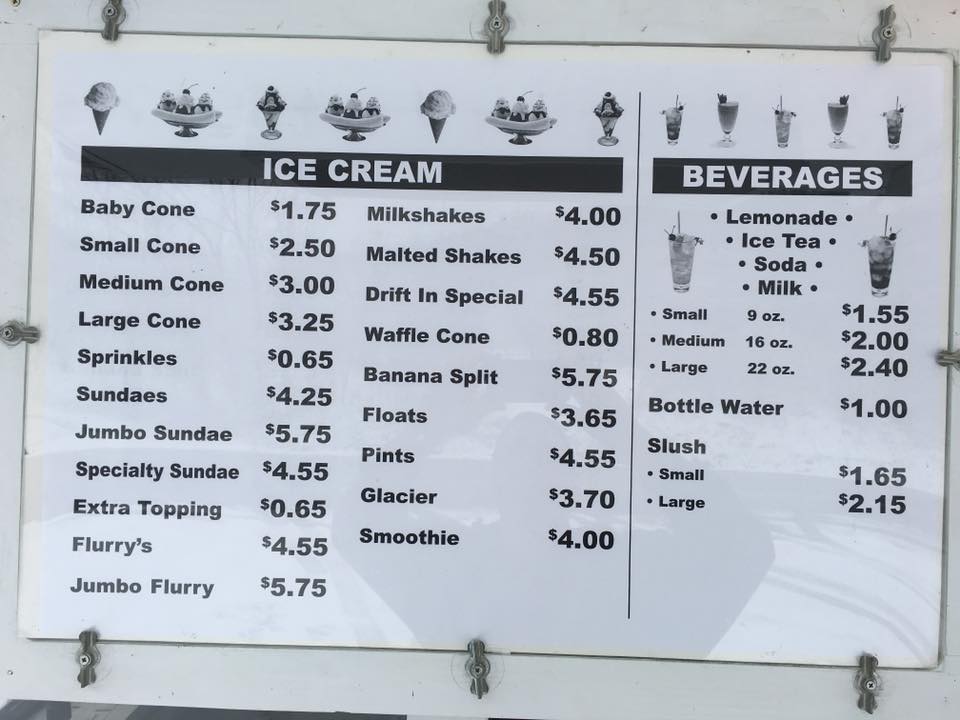 ICE CREAM
Baby Cone $1.75
Small Cone $2.50
Medium Cone $3.00
Large Cone $3.25
Sprinkles $0.65
Sundaes $4.25
Jumbo Sundae $5.75
Specialty Sundae $4.55
Extra Topping $0.65
Flurry's $4.55
Jumbo Flurry $5.75
Milkshakes $4.00
Malted Shakes $4.50
Drift In Special $4.55
Waffle Cone $0.80
Banana Split $5.75
Floats $3.65
Pints $4.55
Glacier $3.70
Smoothie $4.00
BEVERAGES
• Lemonade •
• Ice Tea •
• Soda •
• Milk •
• Small 9 oz. $1.55
• Medium 16 oz. $2.00
• Large 22 oz. $2.40
Bottle Water $1.00
Slush
• Small $1.65
• Large $2.15